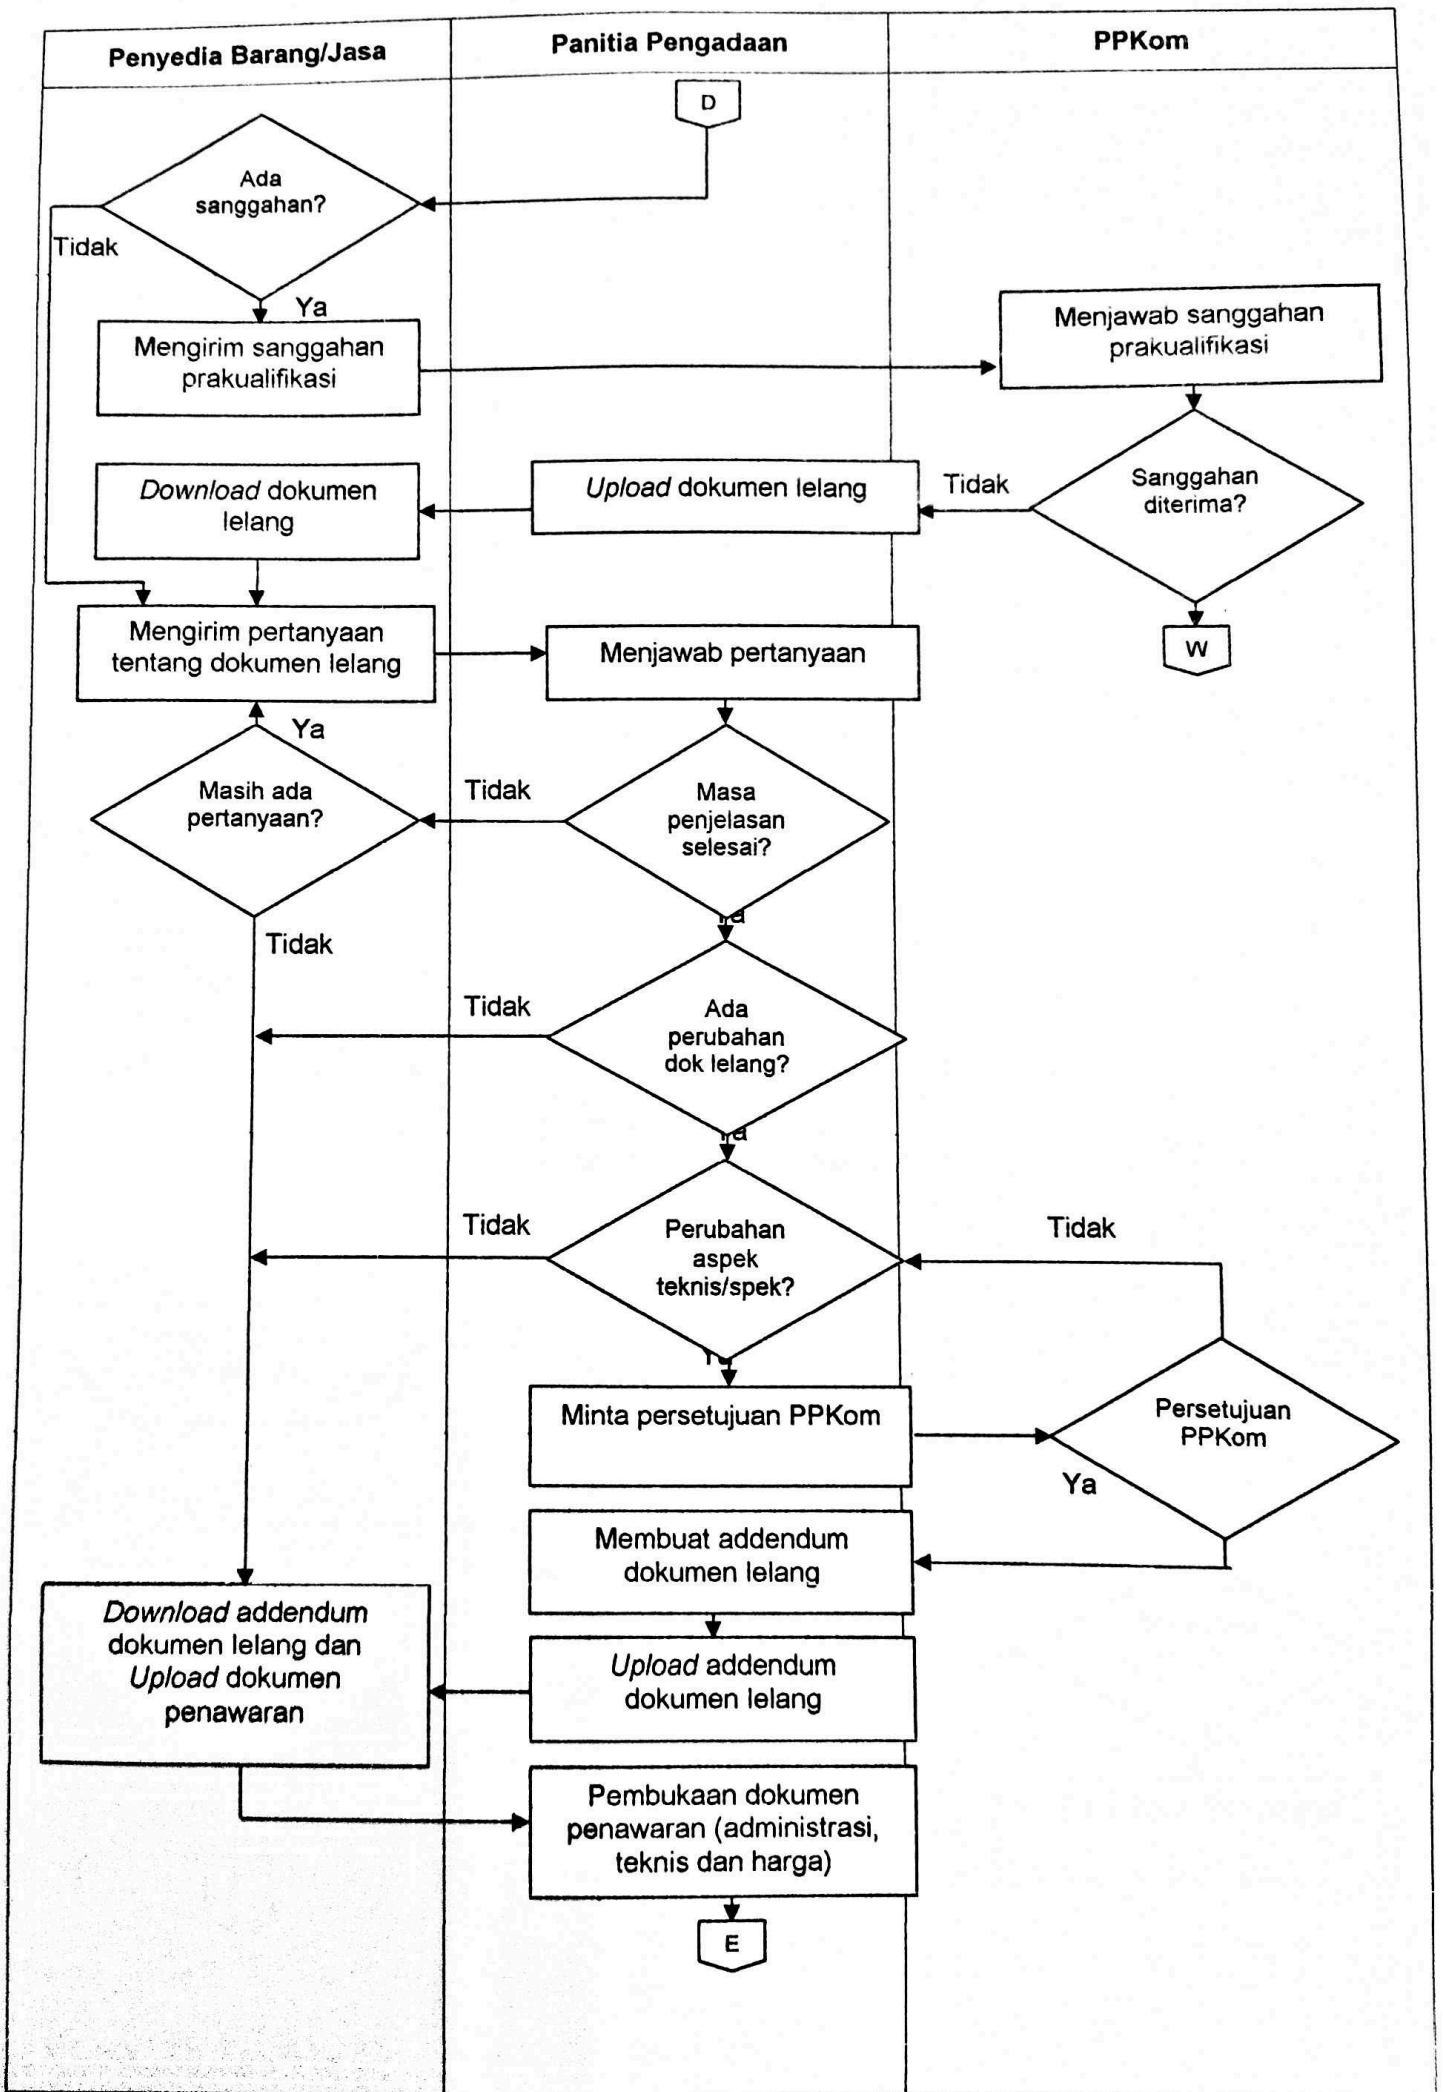 Penyedia Barang/Jasa
Panitia Pengadaan
PPKom
D
Ada
sanggahan?
Tidak
Ya
Mengirim sanggahan
prakualifikasi
Menjawab sanggahan
prakualifikasi
Download dokumen
lelang
Upload dokumen lelang
Tidak
Sanggahan
diterima?
Mengirim pertanyaan
tentang dokumen lelang
Menjawab pertanyaan
W
Ya
Masih ada
pertanyaan?
Tidak
Masa
penjelasan
selesai?
Ya
Tidak
Tidak
Ada
perubahan
dok lelang?
Ya
Tidak
Perubahan
aspek
teknis/spek?
Tidak
Ya
Minta persetujuan PPKom
Persetujuan
PPKom
Ya
Membuat addendum
dokumen lelang
Download addendum
dokumen lelang dan
Upload dokumen
penawaran
Upload addendum
dokumen lelang
Pembukaan dokumen
penawaran (administrasi,
teknis dan harga)
E